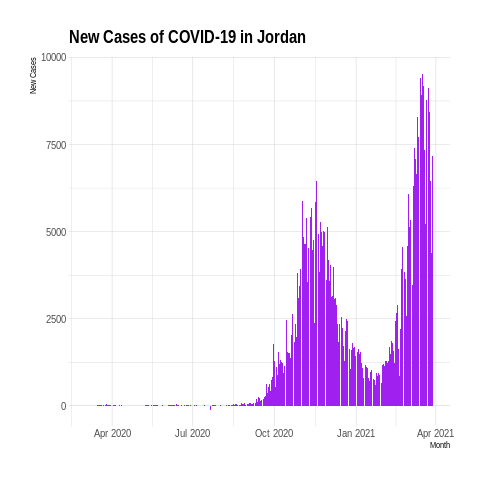 New Cases of COVID-19 in Jordan
New Cases
10000
7500
5000
2500
0
Apr 2020 Jul 2020 Oct 2020 Jan 2021 Apr 2021
Month